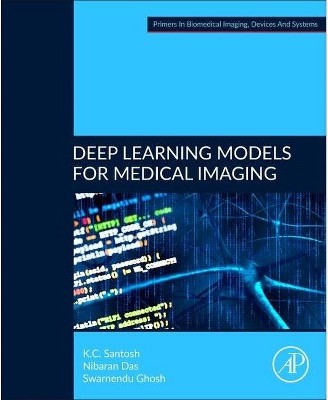 Primers In Biomedical Imaging, Devices And Systems
DEEP LEARNING MODELS
FOR MEDICAL IMAGING
K.C. Santosh
Nibaran Das
Swarnendu Ghosh
AP